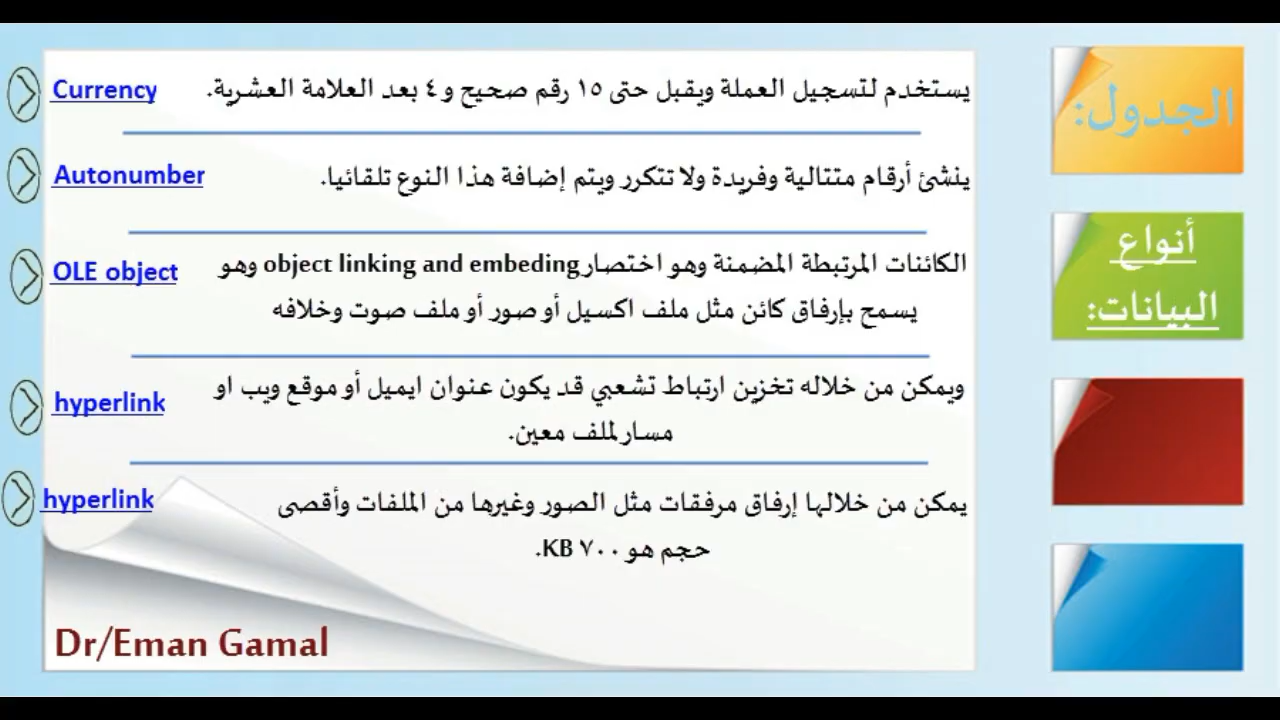 الجدول:
أنواع
البيانات:
Currency يستخدم لتسجيل العملة ويقبل حتى ١٥ رقم صحيح و٤ بعد العلامة العشرية.
Autonumber ينشئ أرقام متتالية وفريدة ولا تتكرر ويتم إضافة هذا النوع تلقائيا.
OLE object الكائنات المرتبطة المضمنة وهو اختصار object linking and embeding وهو
يسمح بإرفاق كائن مثل ملف اكسيل أو صور أو ملف صوت وخلافه
hyperlink ويمكن من خلاله تخزين ارتباط تشعبي قد يكون عنوان ايميل أو موقع ويب او
مسار لملف معين.
hyperlink يمكن من خلالها إرفاق مرفقات مثل الصور وغيرها من الملفات وأقصى
حجم هو ٧٠٠ KB.
Dr/Eman Gamal